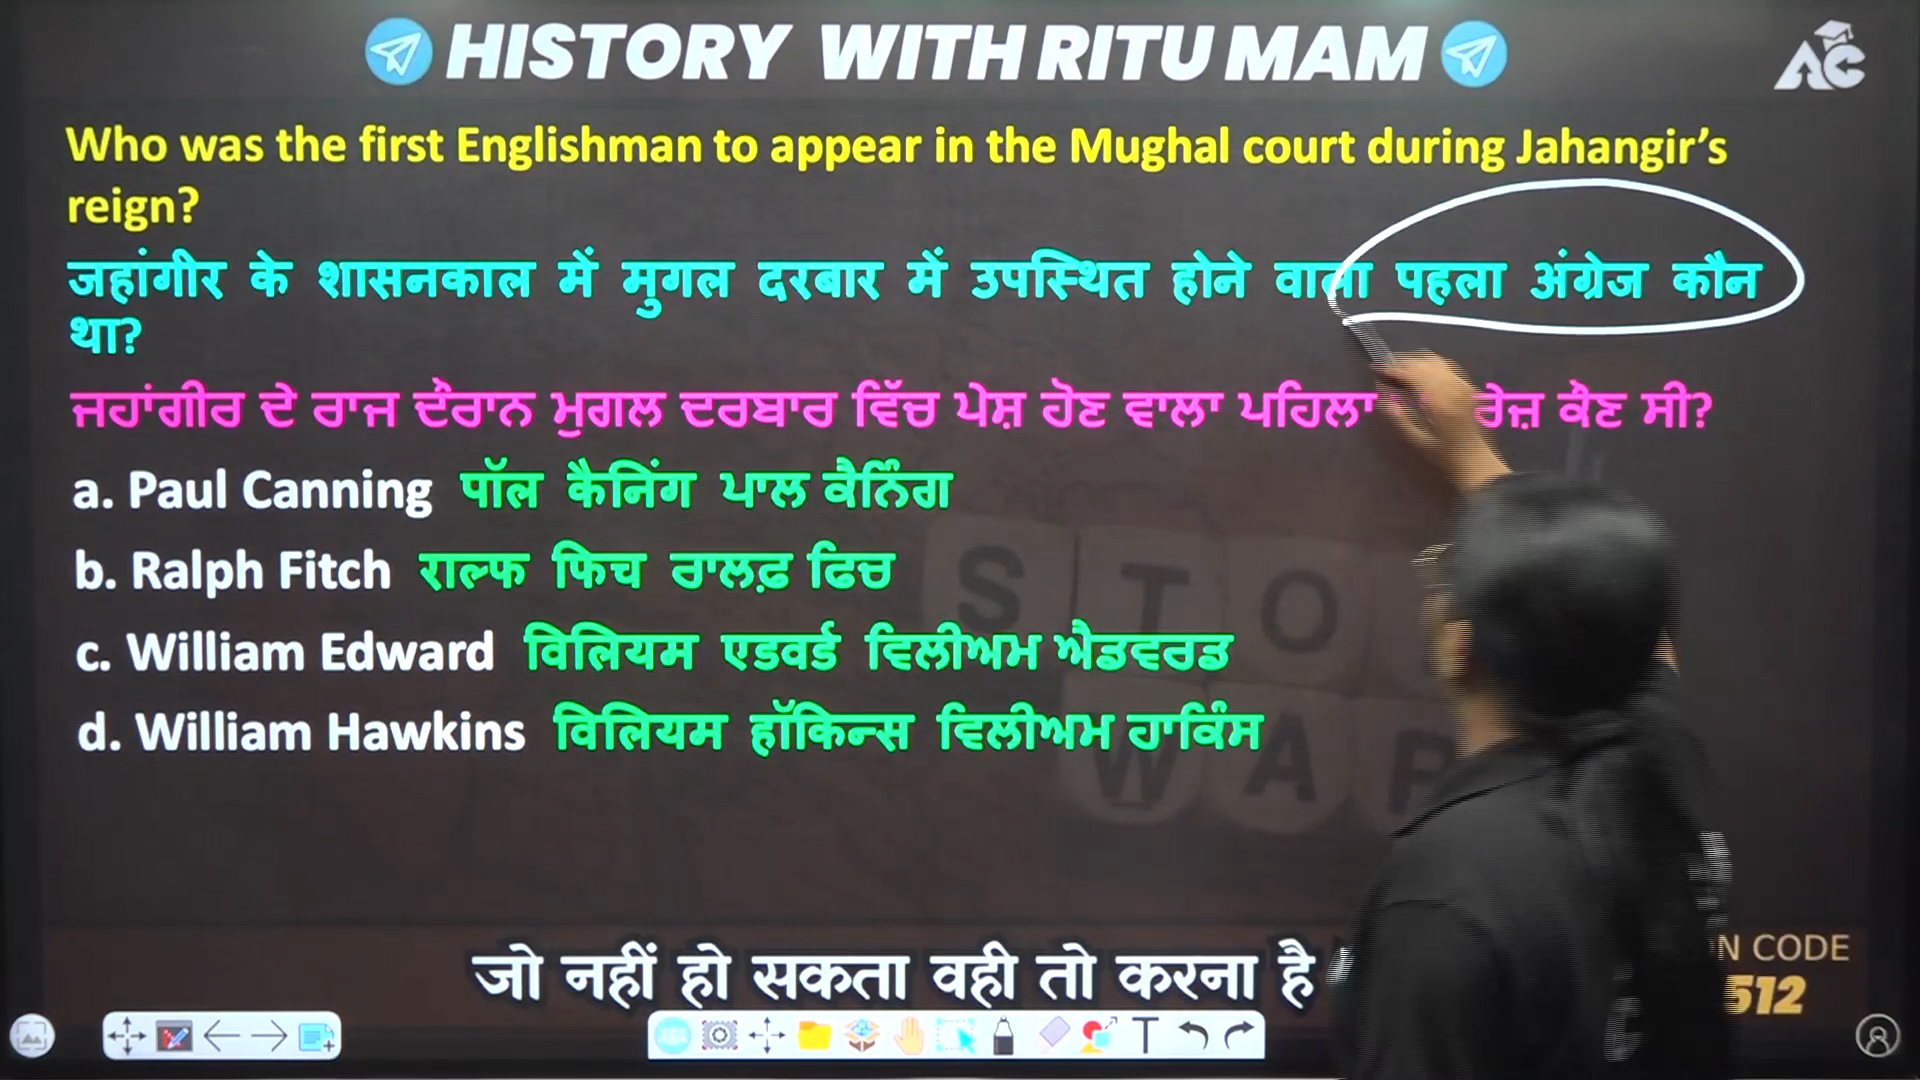 HISTORY WITH RITU MAM
AC
Who was the first Englishman to appear in the Mughal court during Jahangir's
reign?
जहांगीर के शासनकाल में मुगल दरबार में उपस्थित होने वाला पहला अंग्रेज कौन
था?
ਜਹਾਂਗੀਰ ਦੇ ਰਾਜ ਦੌਰਾਨ ਮੁਗਲ ਦਰਬਾਰ ਵਿੱਚ ਪੇਸ਼ ਹੋਣ ਵਾਲਾ ਪਹਿਲਾ ਕੌਣ ਸੀ?
a. Paul Canning पॉल कैनिंग ਪਾਲ ਕੈਨਿੰਗ
b. Ralph Fitch राल्फ फिच ਰਾਲਫ਼ ਫਿਚ
c. William Edward विलियम एडवर्ड ਵਿਲੀਅਮ ਐਡਵਰਡ
d. William Hawkins विलियम हॉकिन्स ਵਿਲੀਅਮ ਹਾਕਿੰਸ
S T O
W A P
जो नहीं हो सकता वही तो करना है
N CODE
512